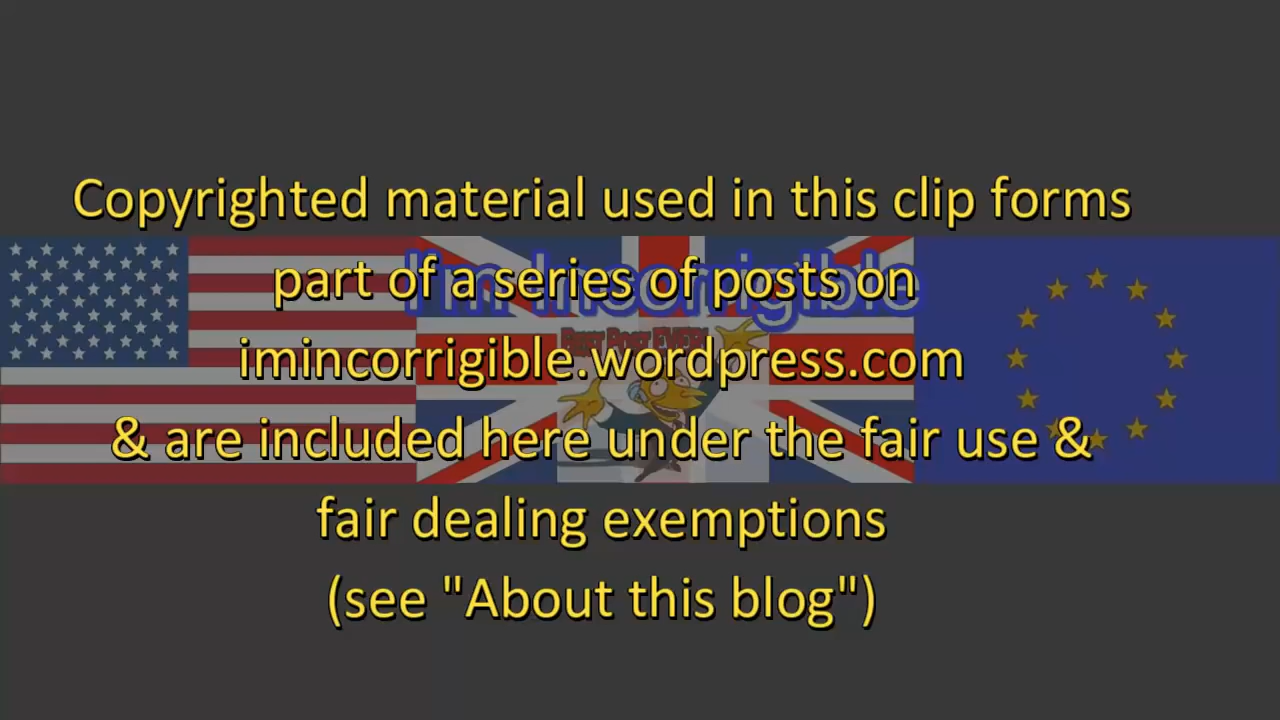 Copyrighted material used in this clip forms
I'm Incorrigible
part of a series of posts on
imincorrigible.wordpress.com
& are included here under the fair use &
fair dealing exemptions
(see "About this blog")